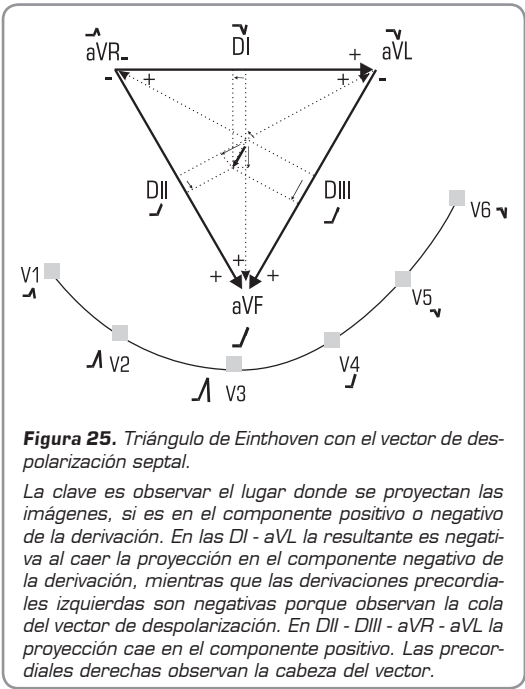 aVR-
DI
aVL
+
-
+
+
-
DII
DIII
V6
+
V1
+
+
V5
aVF
V2
V3
V4
Figura 25. Triángulo de Einthoven con el vector de des-
polarización septal.
La clave es observar el lugar donde se proyectan las
imágenes, si es en el componente positivo o negativo
de la derivación. En las DI - aVL la resultante es negati-
va al caer la proyección en el componente negativo de
la derivación, mientras que las derivaciones precordia-
les izquierdas son negativas porque observan la cola
del vector de despolarización. En DII - DIII - aVR - aVL la
proyección cae en el componente positivo. Las precor-
diales derechas observan la cabeza del vector.